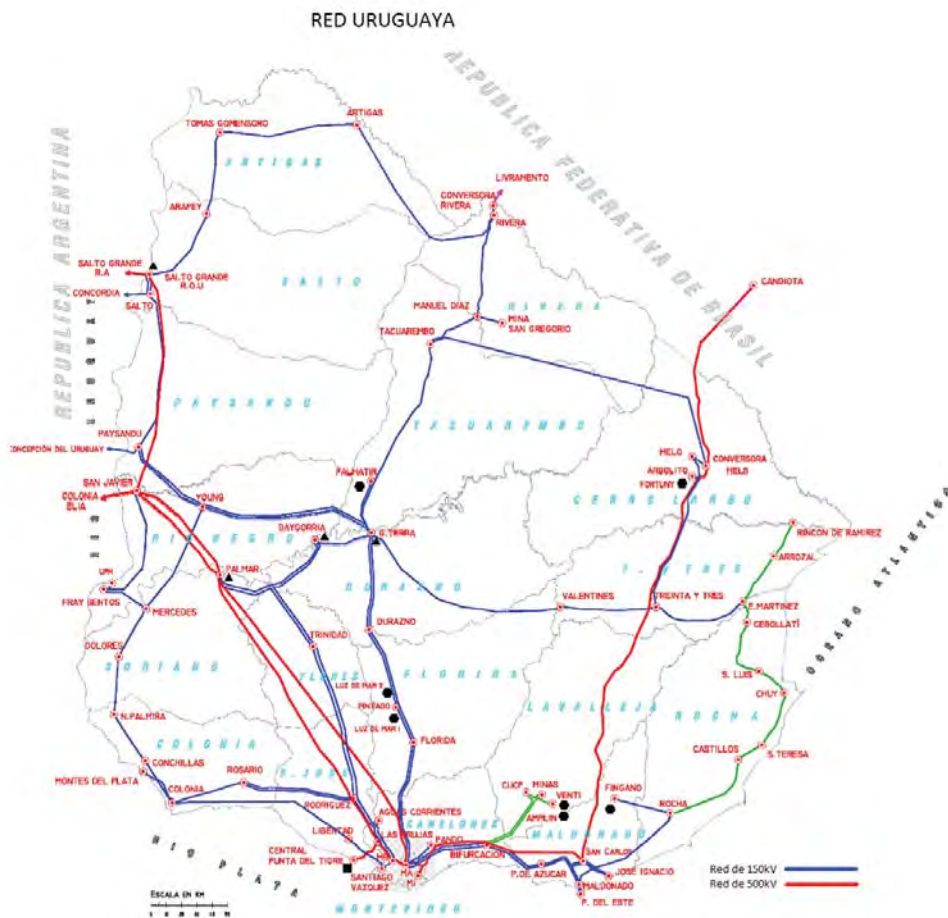 RED URUGUAYA
REPUBLICA ARGENTINA
REPUBLICA FEDERATIVA DE BRASIL
OCEANO ATLANTICO
RIO PLATA
ARTIGAS
TOMAS GOMENSORO
ARTIGAS
LIVRAMENTO
CONVERSORA
RIVERA
RIVERA
ARAPEY
SALTO GRANDE
R.A
SALTO GRANDE
R.O.U
CONCORDIA
SALTO
SALTO
CANDIOTA
RIVERA
MANUEL DIAZ
MINA
SAN GREGORIO
TACUAREMBO
PAYSANDU
TACUAREMBO
PAYSANDU
CONCEPCIÓN DEL URUGUAY
MELO
CONVERSORA
MELO
ARBOLITO
FORTUNY
PALMATIR
CERRO LARGO
SAN JAVIER
COLONIA
ELIA
YOUNG
BAYGORRIA
G.TERRA
RIO NEGRO
RINCON DE RAMIREZ
ARROZAL
PALMAR
DURAZNO
T. Y TRES
UPM
FRAY BENTOS
MERCEDES
VALENTINES
TREINTA Y TRES
E.MARTINEZ
CEBOLLATÍ
DURAZNO
TRINIDAD
DOLORES
SORIANO
FLORES
FLORIDA
S. LUIS
CHUY
LUZ DE MAR II
PINTADO
LUZ DE MAR I
LAVALLEJA
ROCHA
N.PALMIRA
FLORIDA
COLONIA
CASTILLOS
S. TERESA
CONCHILLAS
MONTES DEL PLATA
ROSARIO
S. JOSE
COLONIA
RODRIGUEZ
CUCP
MINAS
VENTI
AMPLIN
FINGANO
ROCHA
AGUAS CORRIENTES
LIBERTAD
LAS BRUJAS
CANELONES
MALDONADO
PANDO
BIFURCACION
CENTRAL
PUNTA DEL TIGRE
SANTIAGO
VAZQUEZ
MA
P.DE AZUCAR
SAN CARLOS
JOSE IGNACIO
MALDONADO
P. DEL ESTE
MONTEVIDEO
ESCALA EN KM
Red de 150kV
Red de 500kV